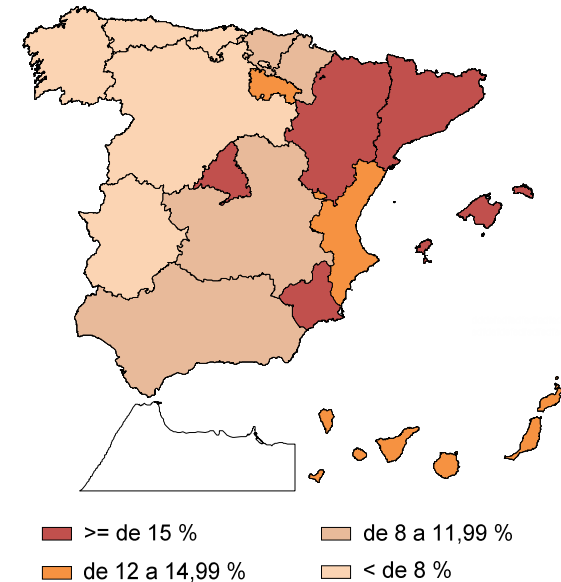 >= de 15 %
de 8 a 11,99 %
de 12 a 14,99 %
< de 8 %